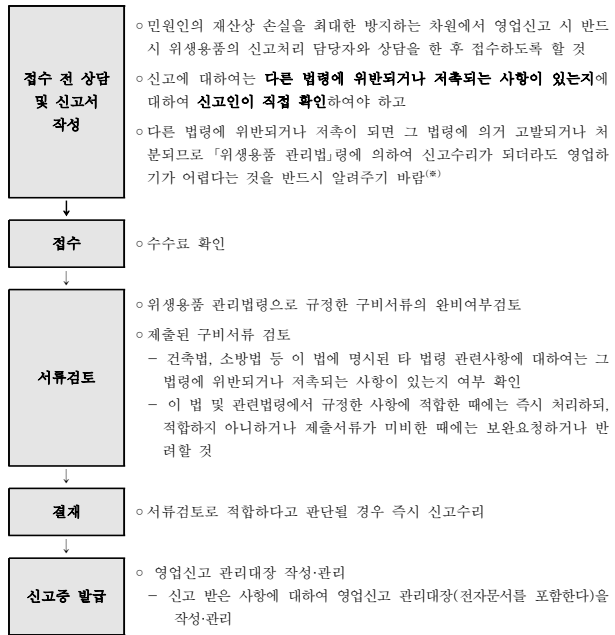 접수 전 상담
및 신고서
작성
○ 민원인의 재산상 손실을 최대한 방지하는 차원에서 영업신고 시 반드
시 위생용품의 신고처리 담당자와 상담을 한 후 접수하도록 할 것
○ 신고에 대하여는 다른 법령에 위반되거나 저촉되는 사항이 있는지에
대하여 신고인이 직접 확인하여야 하고
○ 다른 법령에 위반되거나 저촉이 되면 그 법령에 의거 고발되거나 처
분되므로 「위생용품 관리법」령에 의하여 신고수리가 되더라도 영업하
기가 어렵다는 것을 반드시 알려주기 바람(※)
↓
접수
○ 수수료 확인
↓
서류검토
○ 위생용품 관리법령으로 규정한 구비서류의 완비여부검토
○ 제출된 구비서류 검토
－ 건축법, 소방법 등 이 법에 명시된 타 법령 관련사항에 대하여는 그
법령에 위반되거나 저촉되는 사항이 있는지 여부 확인
－ 이 법 및 관련법령에서 규정한 사항에 적합한 때에는 즉시 처리하되,
적합하지 아니하거나 제출서류가 미비한 때에는 보완요청하거나 반
려할 것
↓
결재
○ 서류검토로 적합하다고 판단될 경우 즉시 신고수리
↓
신고증 발급
○ 영업신고 관리대장 작성·관리
－ 신고 받은 사항에 대하여 영업신고 관리대장(전자문서를 포함한다)을
작성·관리